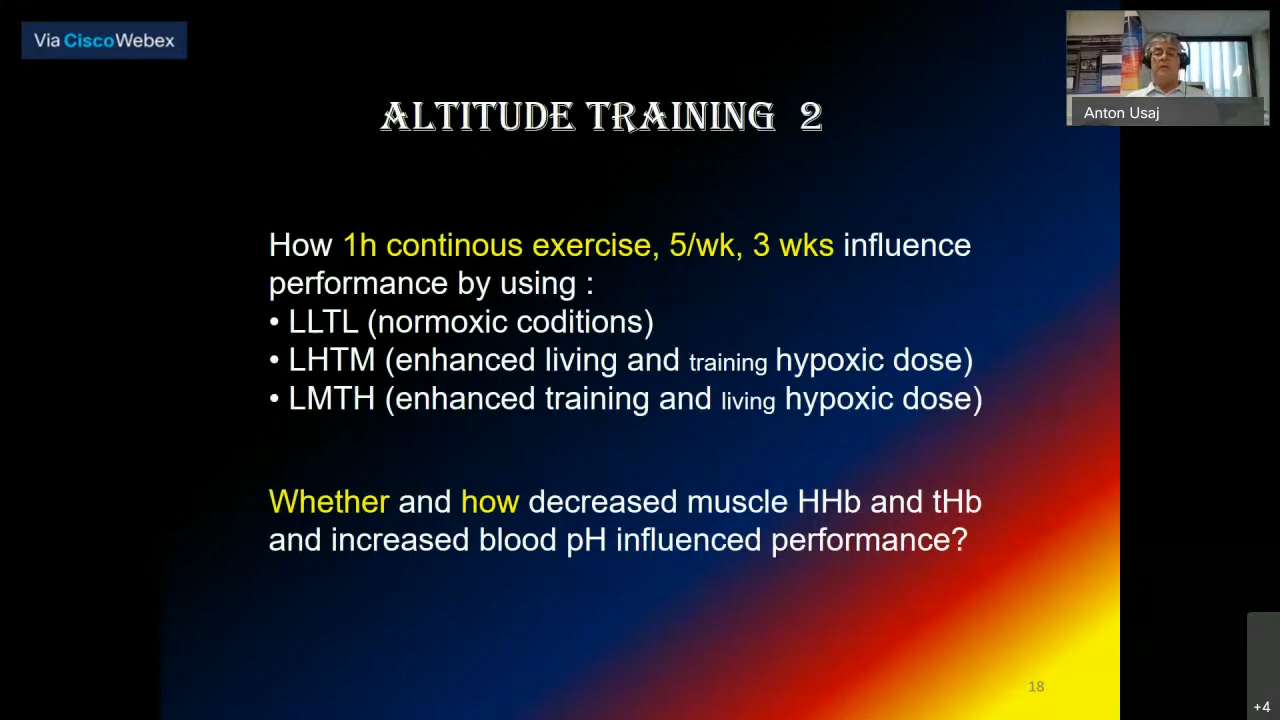 Via CiscoWebex
Anton Usaj
ALTITUDE TRAINING 2
How 1h continous exercise, 5/wk, 3 wks influence
performance by using :
• LLTL (normoxic coditions)
• LHTM (enhanced living and training hypoxic dose)
• LMTH (enhanced training and living hypoxic dose)
Whether and how decreased muscle HHb and tHb
and increased blood pH influenced performance?
18
+4